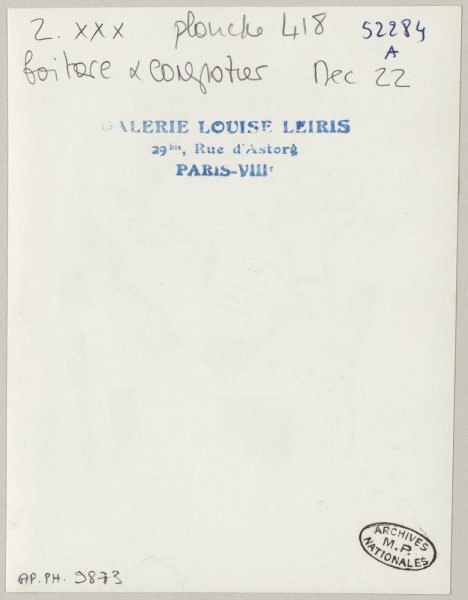 Z. XXX planche 418 52284
A
Guitare & compotier Dec 22
GALERIE LOUISE LEIRIS
29bis, Rue d'Astorg
PARIS-VIIIe
ARCHIVES
M.P.
NATIONALES
AP.PH. 9873